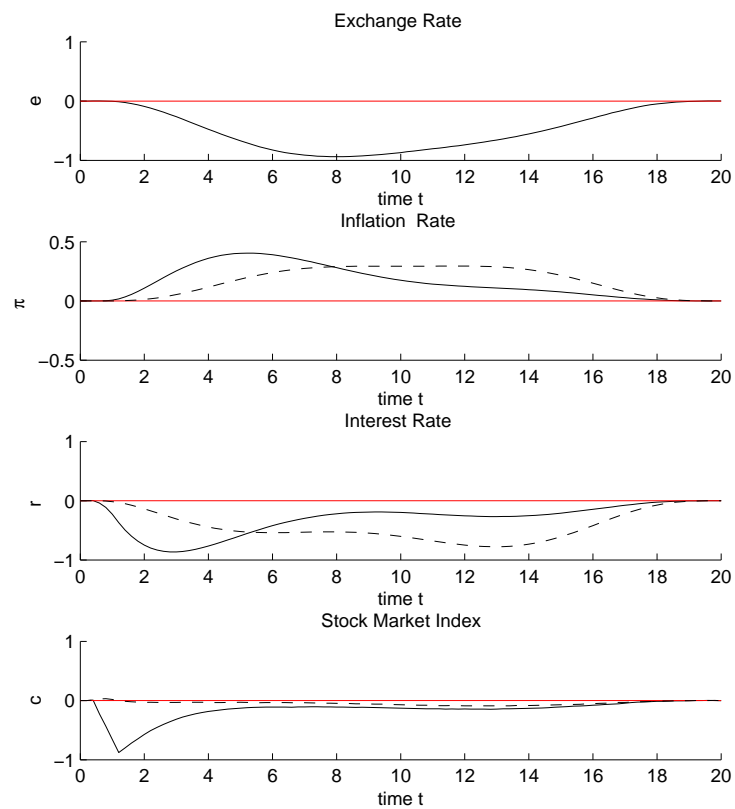 Exchange Rate
1
0
−1
e
0 2 4 6 8 10 12 14 16 18 20
time t
Inflation Rate
0.5
0
−0.5
π
0 2 4 6 8 10 12 14 16 18 20
time t
Interest Rate
1
0
−1
r
0 2 4 6 8 10 12 14 16 18 20
time t
Stock Market Index
1
0
−1
c
0 2 4 6 8 10 12 14 16 18 20
time t